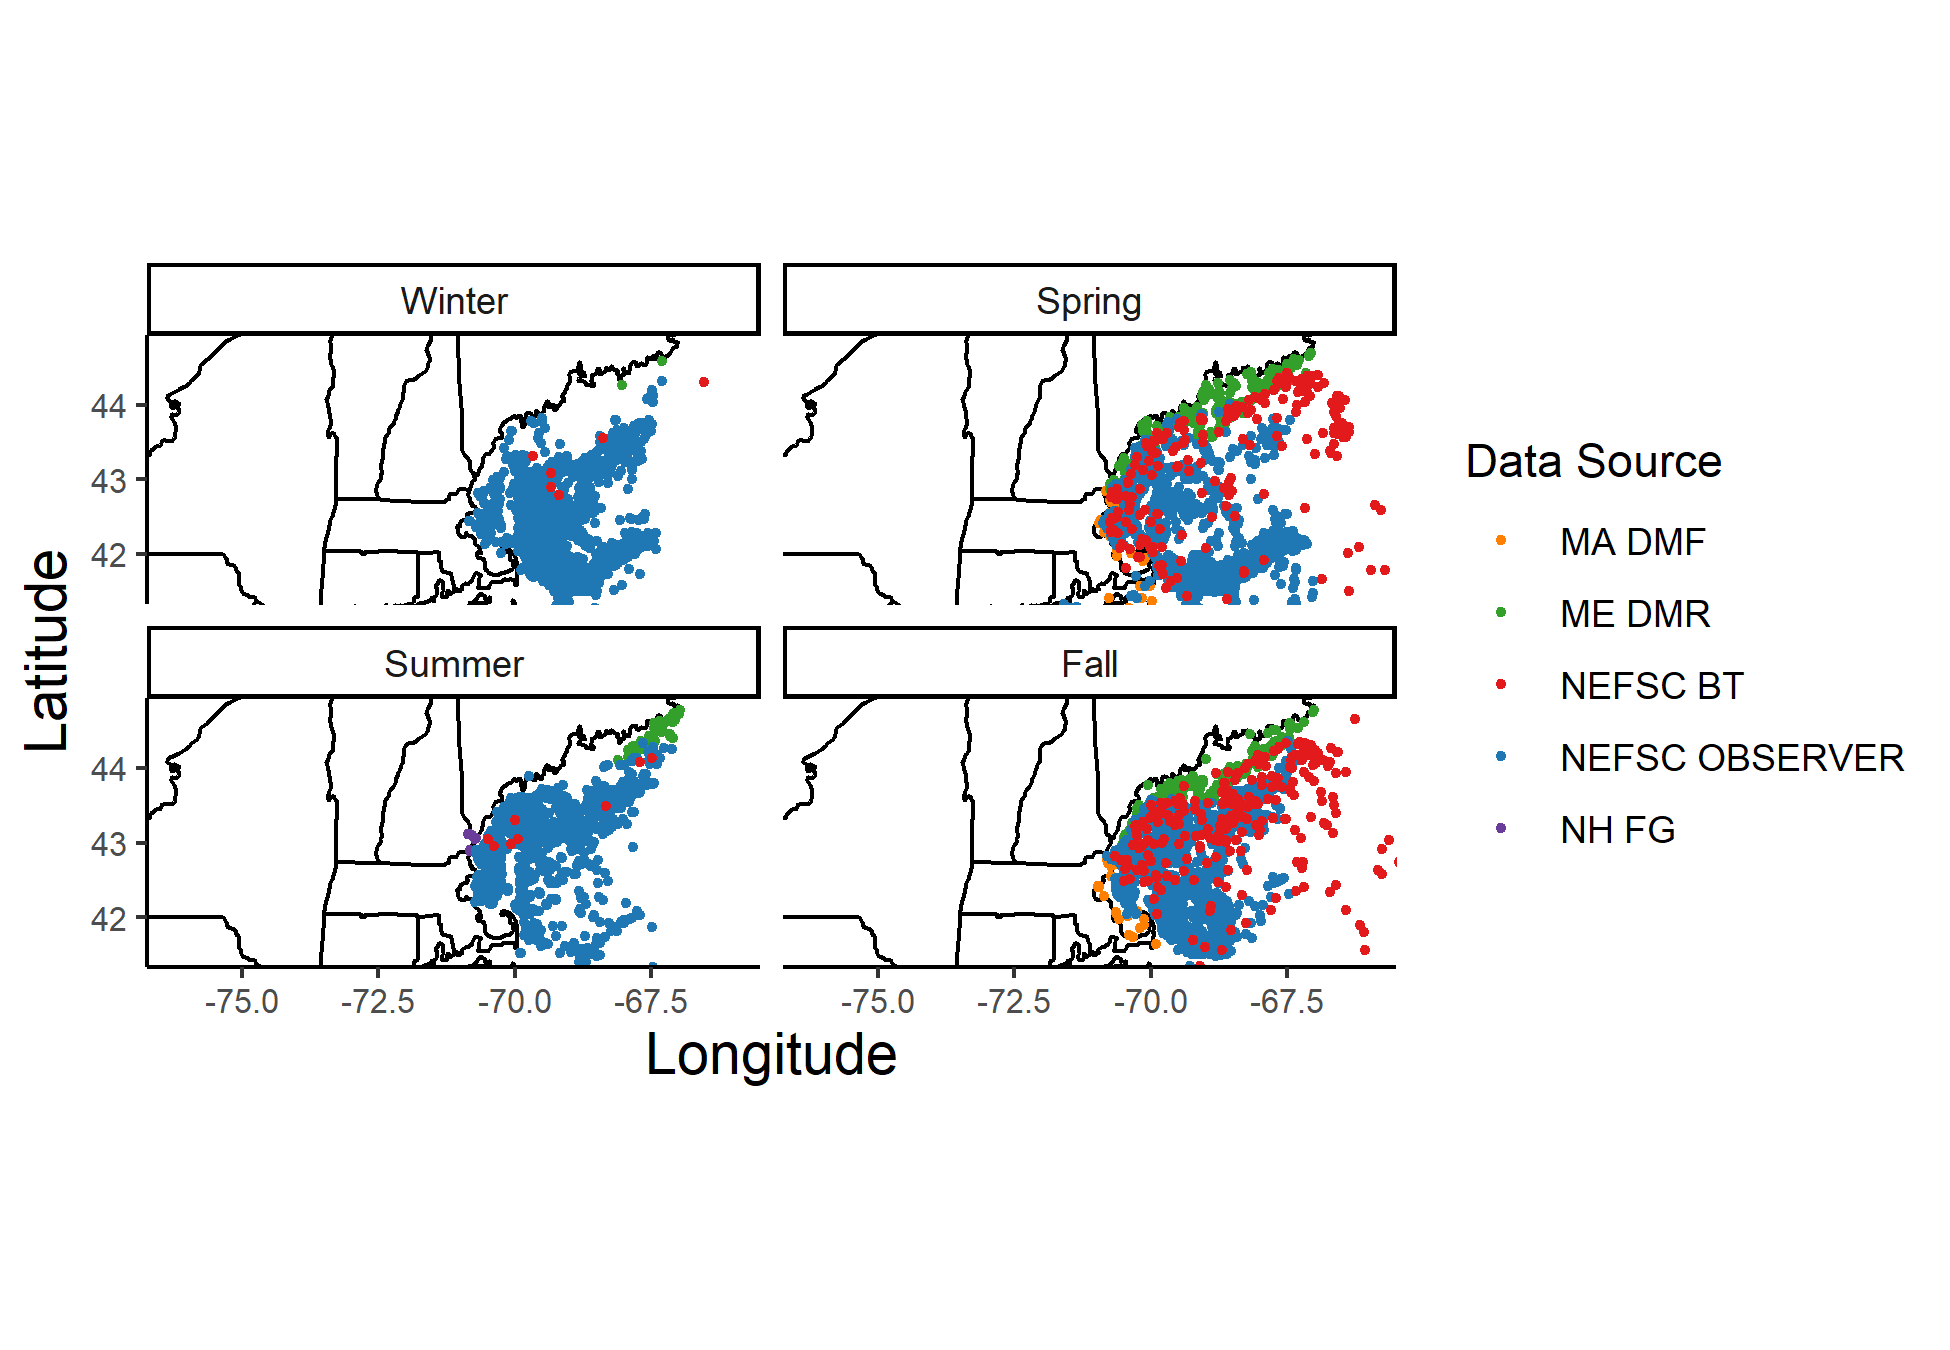 Winter
Spring
44
43
42
Summer
Fall
44
43
42
-75.0
-72.5
-70.0
-67.5
-75.0
-72.5
-70.0
-67.5
Longitude
Latitude
Data Source
MA DMF
ME DMR
NEFSC BT
NEFSC OBSERVER
NH FG